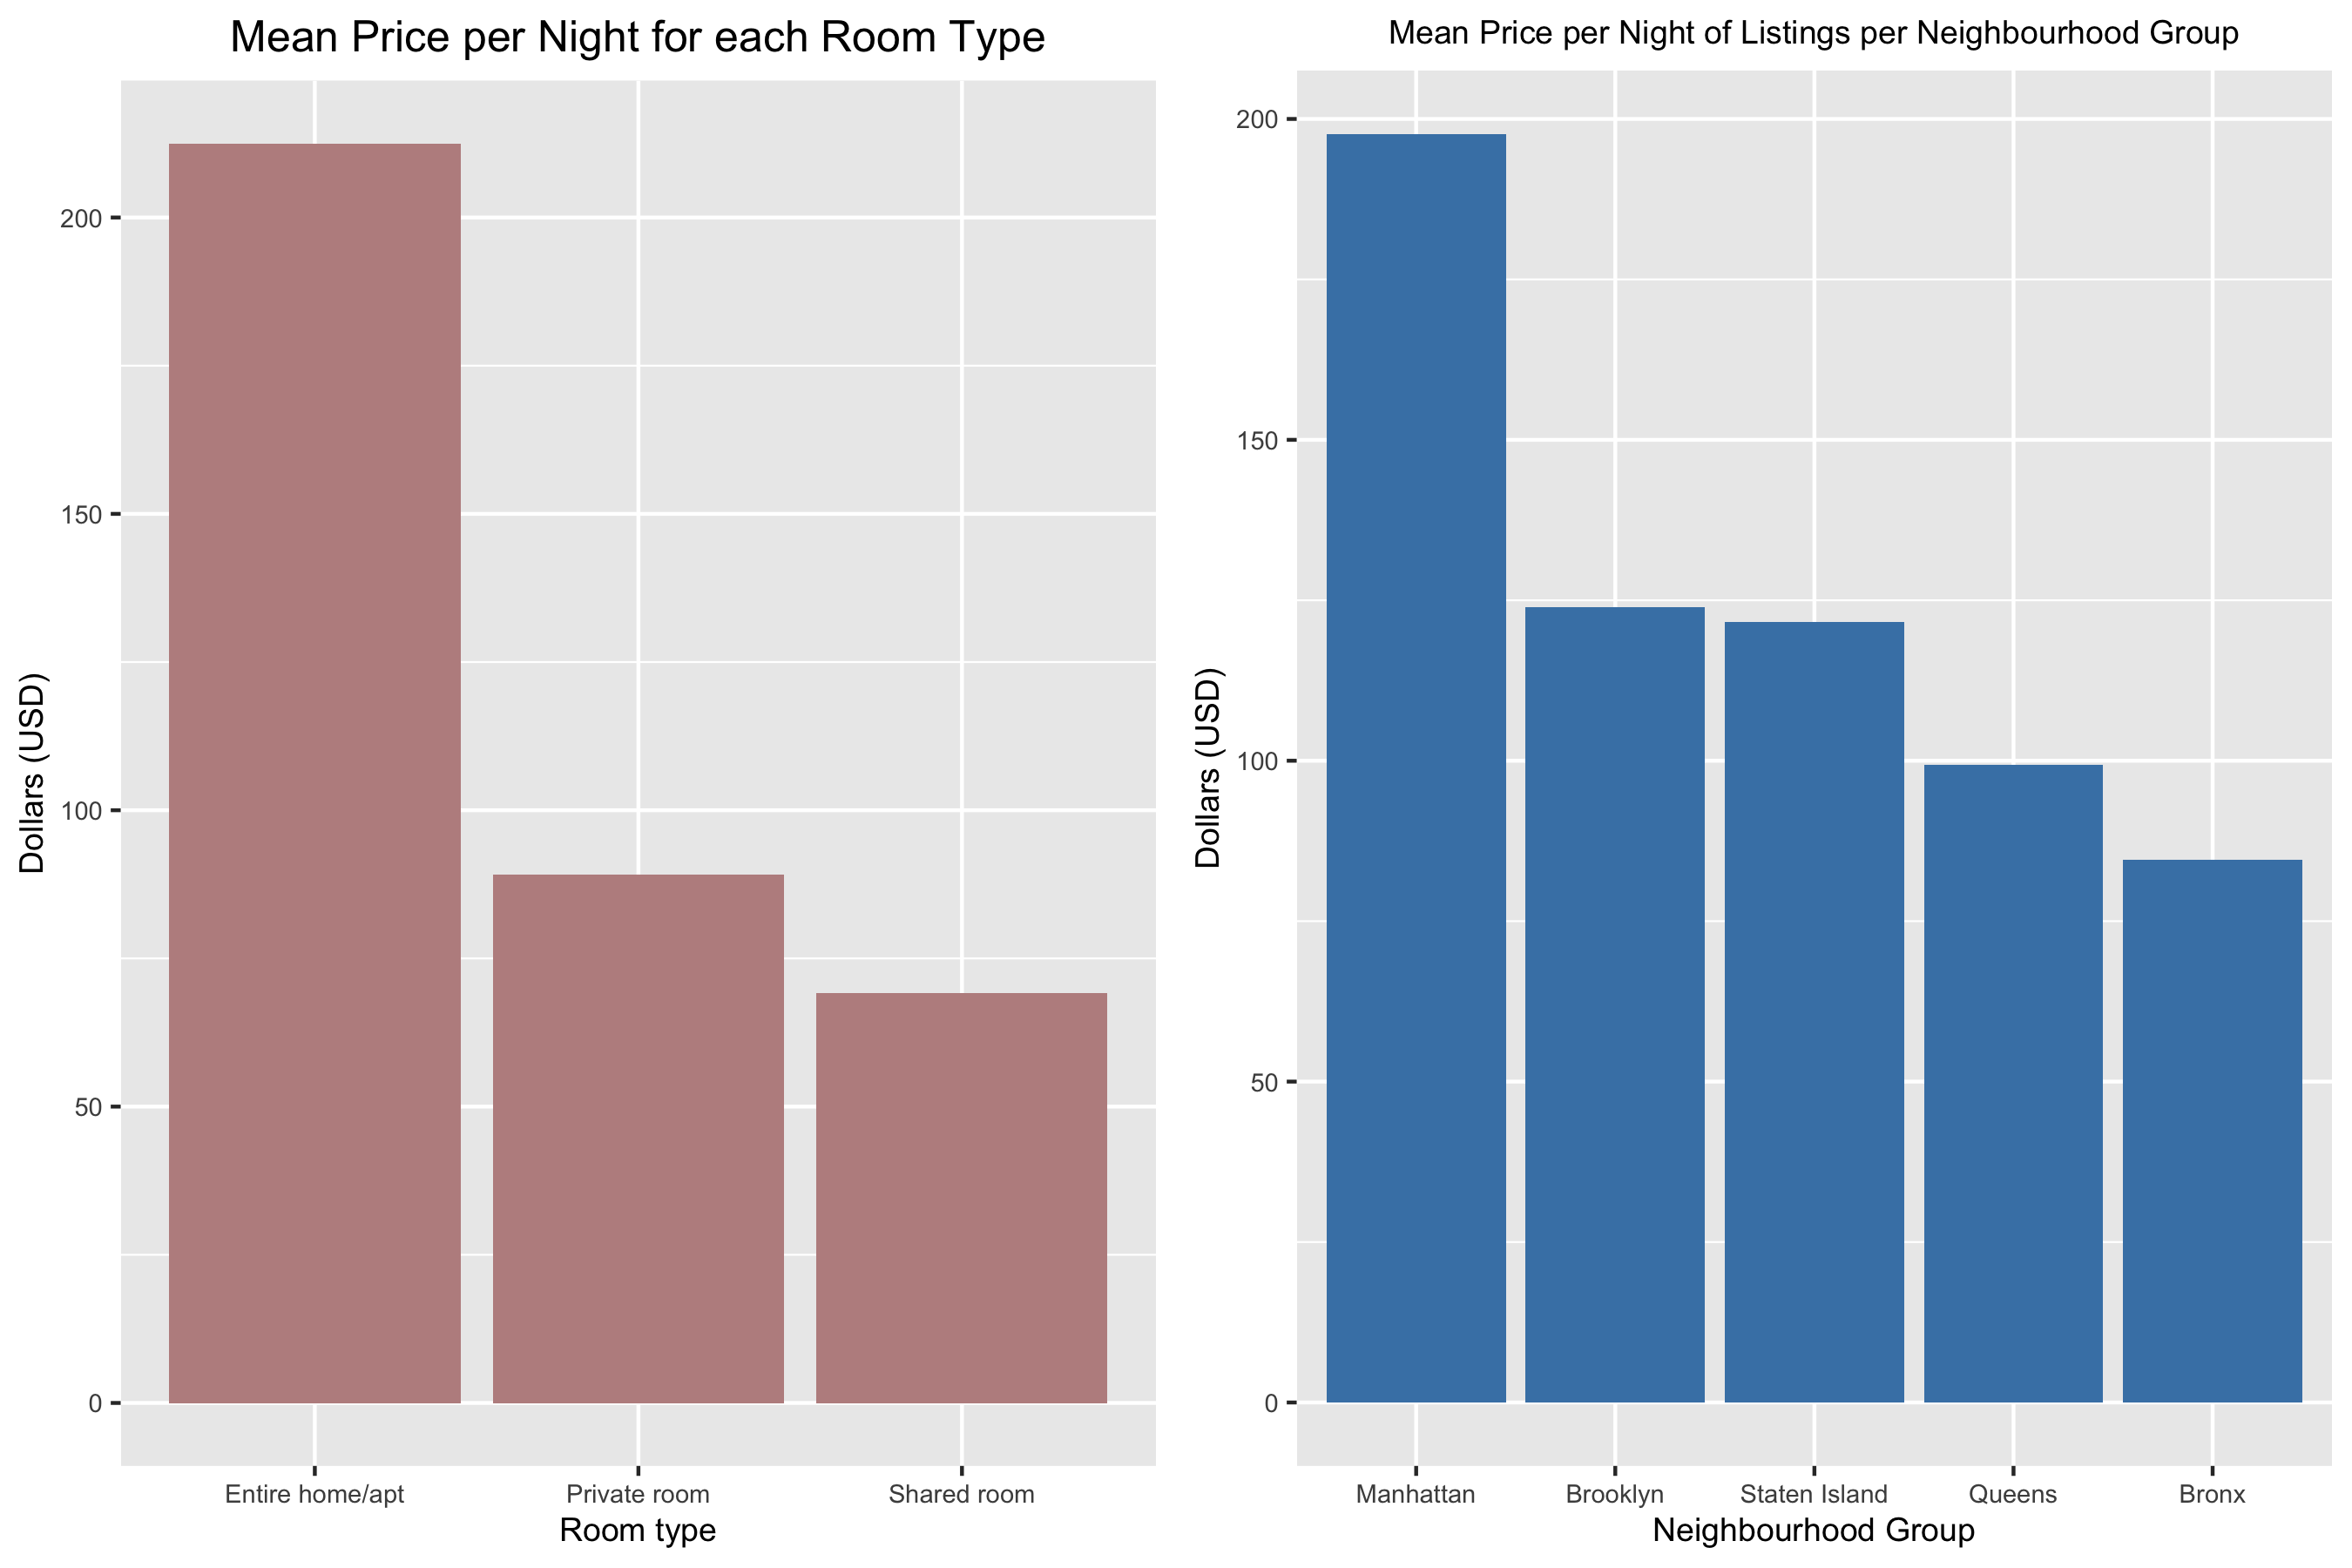 Mean Price per Night for each Room Type
200
150
100
50
0
Dollars (USD)
Entire home/apt
Private room
Shared room
Room type
Mean Price per Night of Listings per Neighbourhood Group
200
150
100
50
0
Dollars (USD)
Manhattan
Brooklyn
Staten Island
Queens
Bronx
Neighbourhood Group